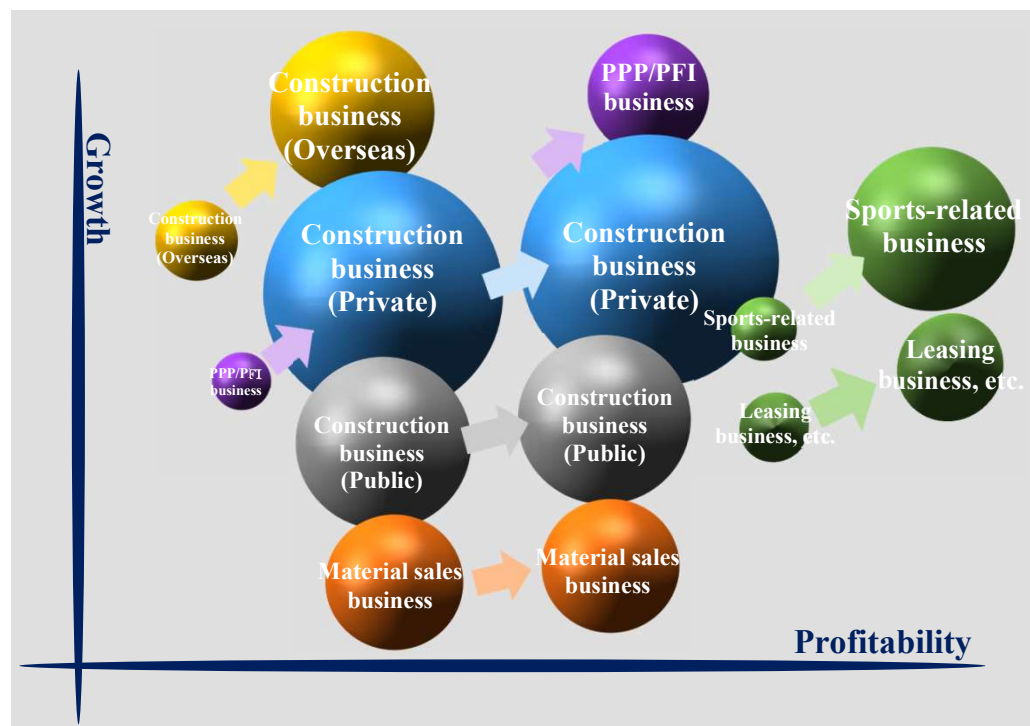 Growth
Construction
business
(Overseas)
PPP/PFI
business
Construction
business
(Overseas)
Construction
business
(Private)
Construction
business
(Private)
Sports-related
business
Sports-related
business
PPP/PFI
business
Leasing
business, etc.
Leasing
business, etc.
Construction
business
(Public)
Construction
business
(Public)
Material sales
business
Material sales
business
Profitability